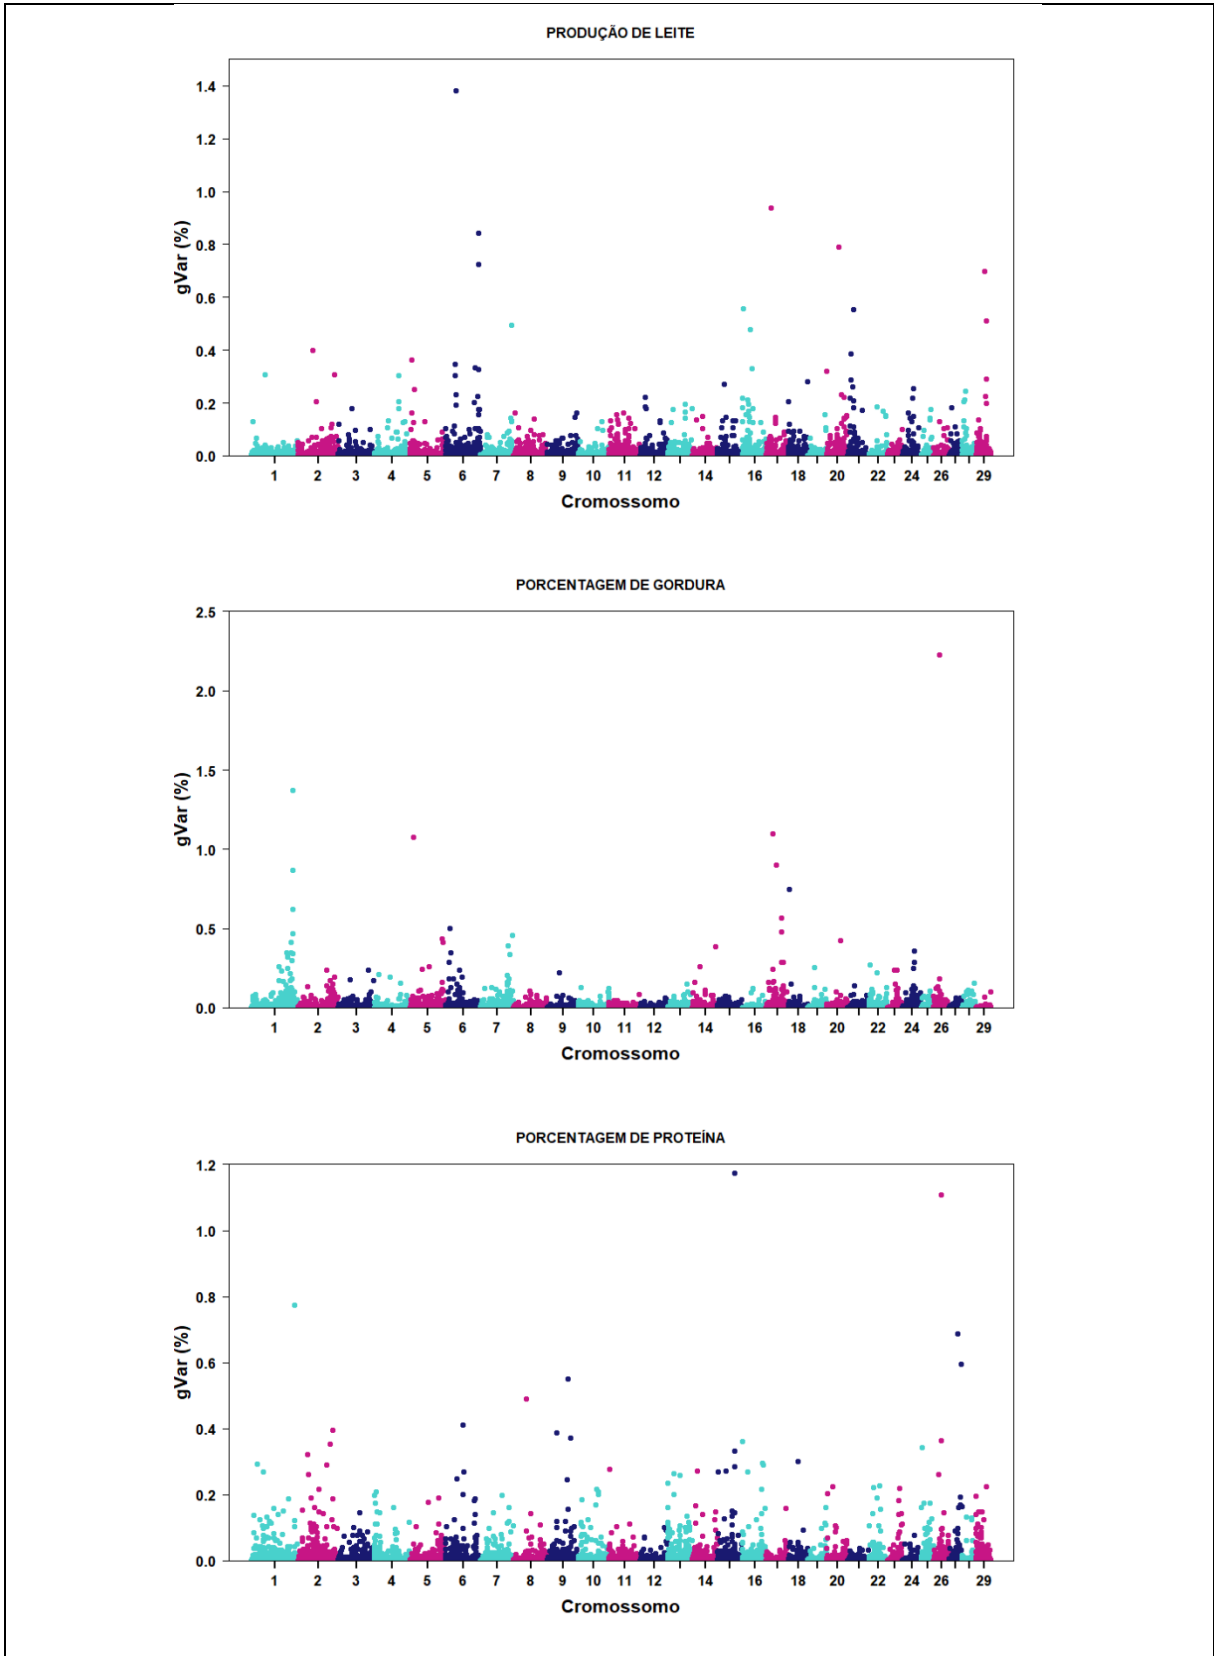 PRODUÇÃO DE LEITE
1.4
1.2
1.0
0.8
0.6
0.4
0.2
0.0
gVar (%)
1 2 3 4 5 6 7 8 9 10 11 12 14 16 18 20 22 24 26 29
Cromossomo
PORCENTAGEM DE GORDURA
2.5
2.0
1.5
1.0
0.5
0.0
gVar (%)
1 2 3 4 5 6 7 8 9 10 11 12 14 16 18 20 22 24 26 29
Cromossomo
PORCENTAGEM DE PROTEÍNA
1.2
1.0
0.8
0.6
0.4
0.2
0.0
gVar (%)
1 2 3 4 5 6 7 8 9 10 11 12 14 16 18 20 22 24 26 29
Cromossomo